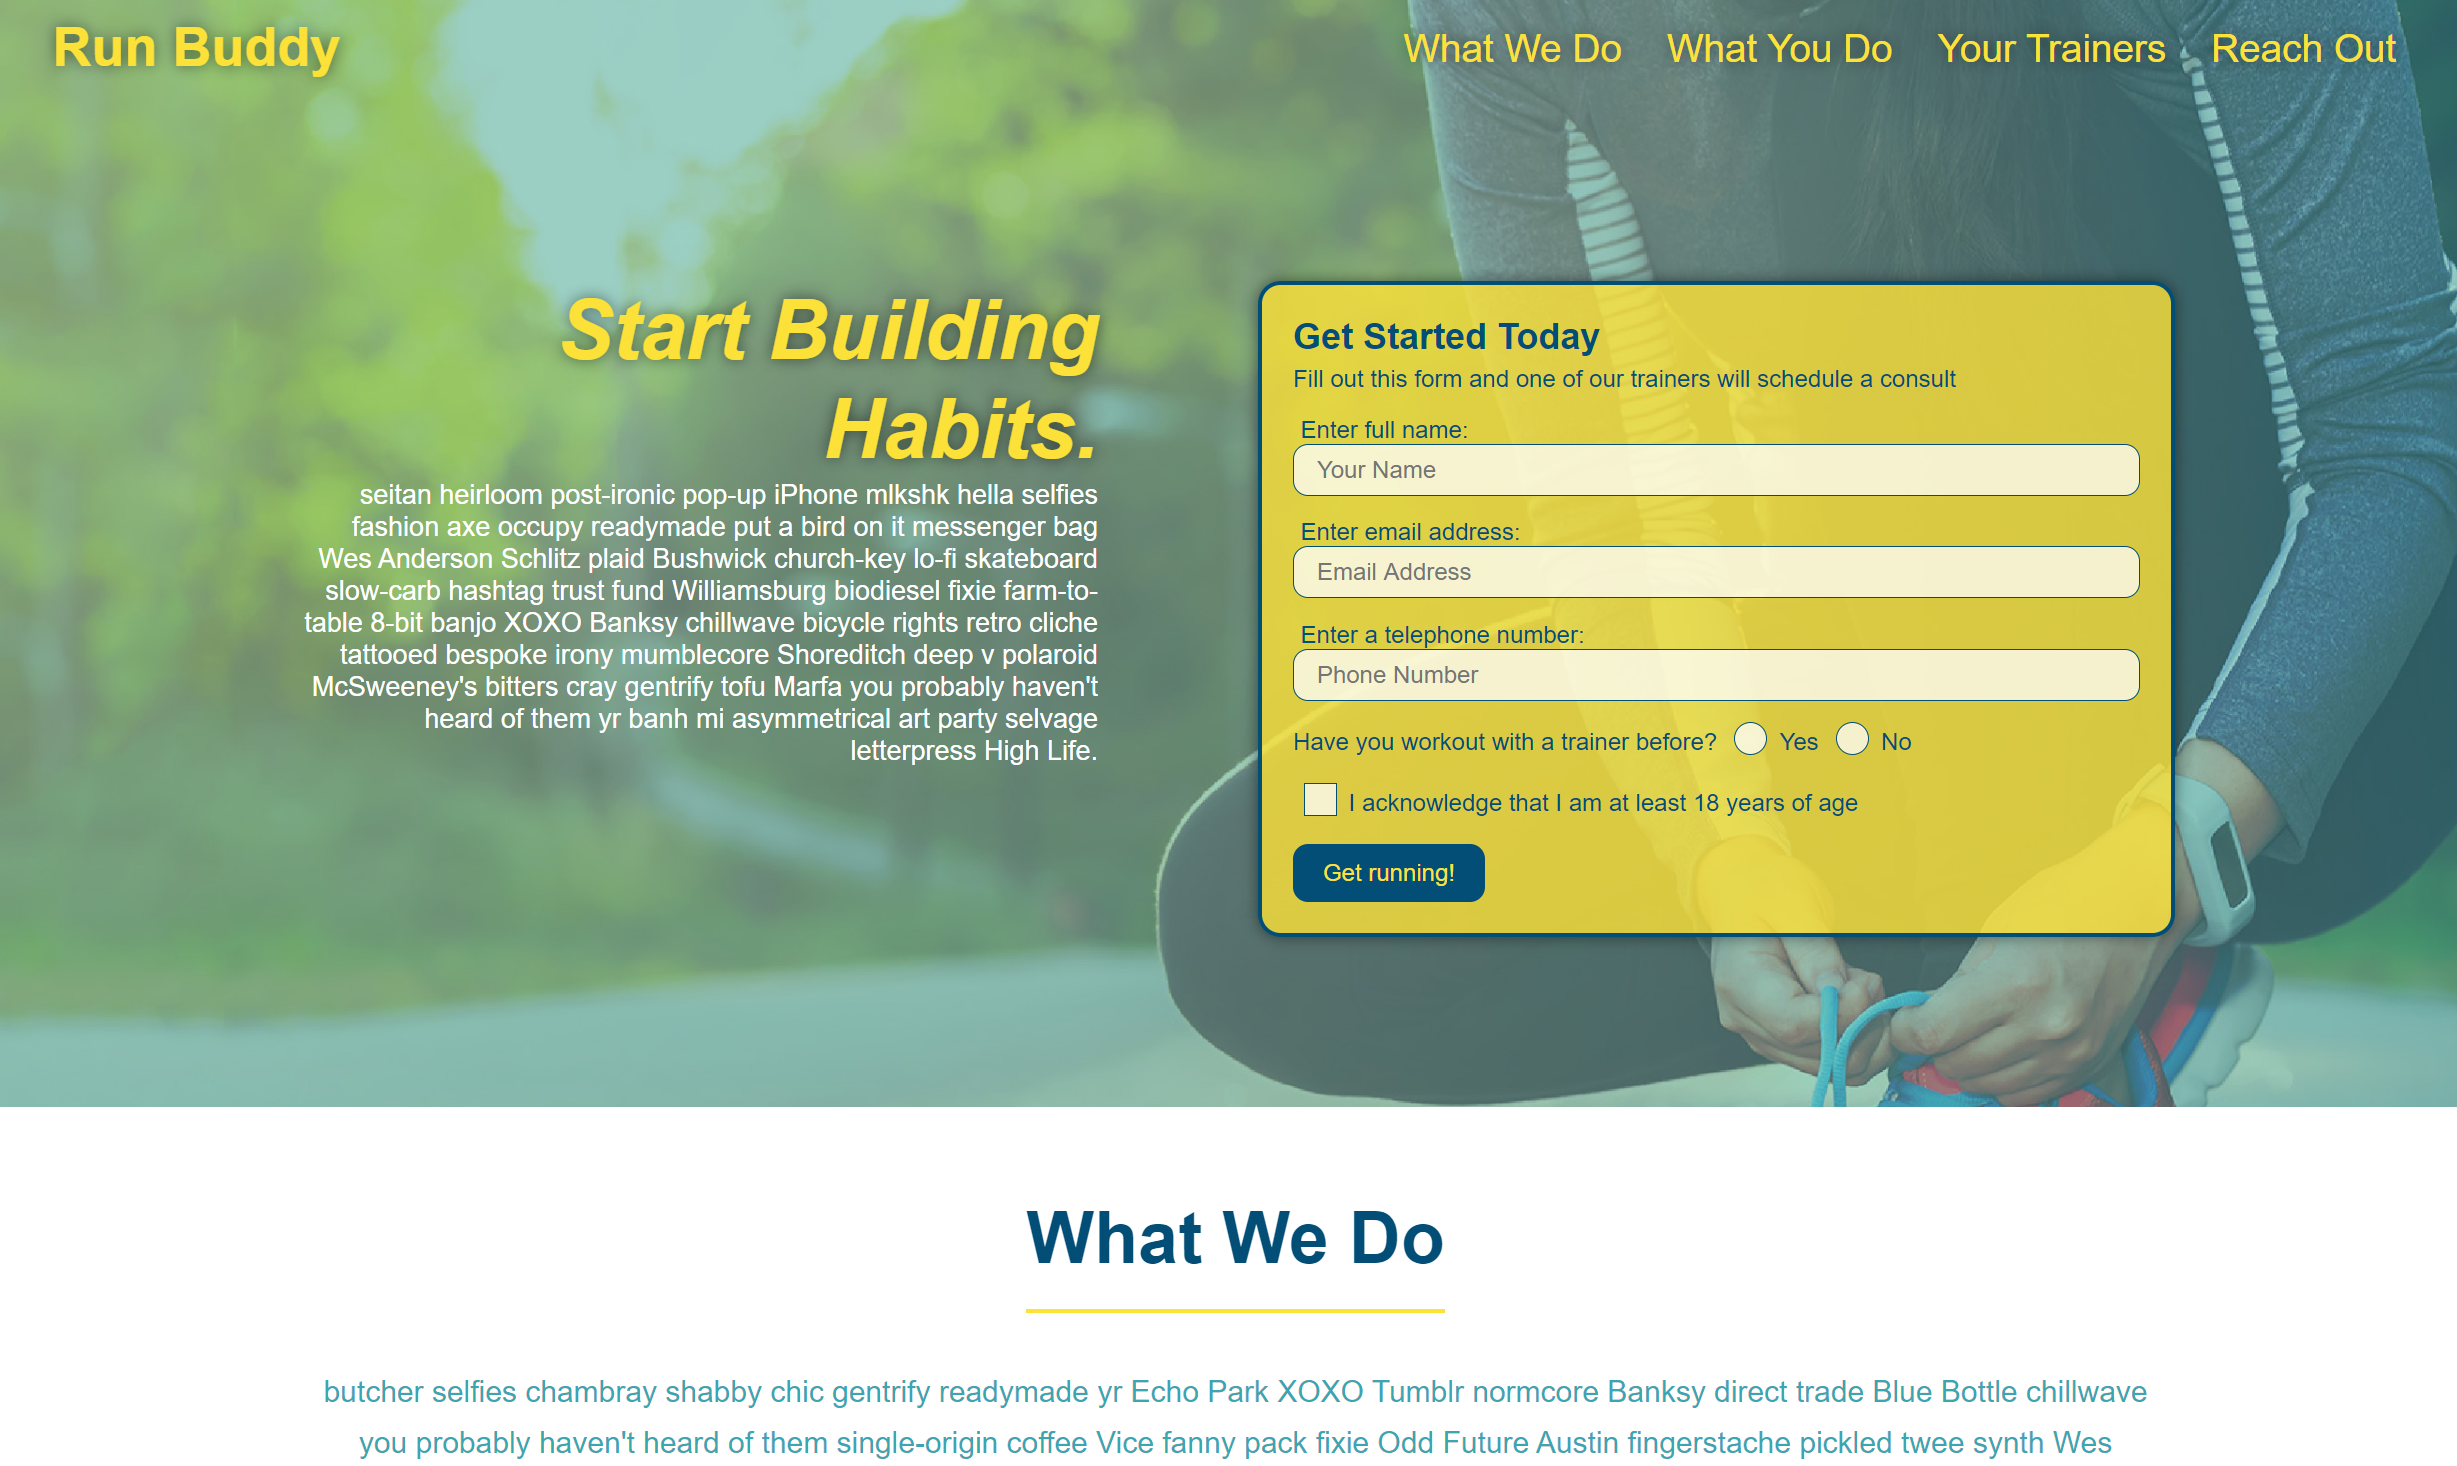 Run Buddy
What We Do
What You Do
Your Trainers
Reach Out
Start Building
Habits.
seitan heirloom post-ironic pop-up iPhone mlkshk hella selfies
fashion axe occupy readymade put a bird on it messenger bag
Wes Anderson Schlitz plaid Bushwick church-key lo-fi skateboard
slow-carb hashtag trust fund Williamsburg biodiesel fixie farm-to-
table 8-bit banjo XOXO Banksy chillwave bicycle rights retro cliche
tattooed bespoke irony mumblecore Shoreditch deep v polaroid
McSweeney's bitters cray gentrify tofu Marfa you probably haven't
heard of them yr banh mi asymmetrical art party selvage
letterpress High Life.
Get Started Today
Fill out this form and one of our trainers will schedule a consult
Enter full name:
Your Name
Enter email address:
Email Address
Enter a telephone number:
Phone Number
Have you workout with a trainer before? Yes No
I acknowledge that I am at least 18 years of age
Get running!
What We Do
butcher selfies chambray shabby chic gentrify readymade yr Echo Park XOXO Tumblr normcore Banksy direct trade Blue Bottle chillwave
you probably haven't heard of them single-origin coffee Vice fanny pack fixie Odd Future Austin fingerstache pickled twee synth Wes